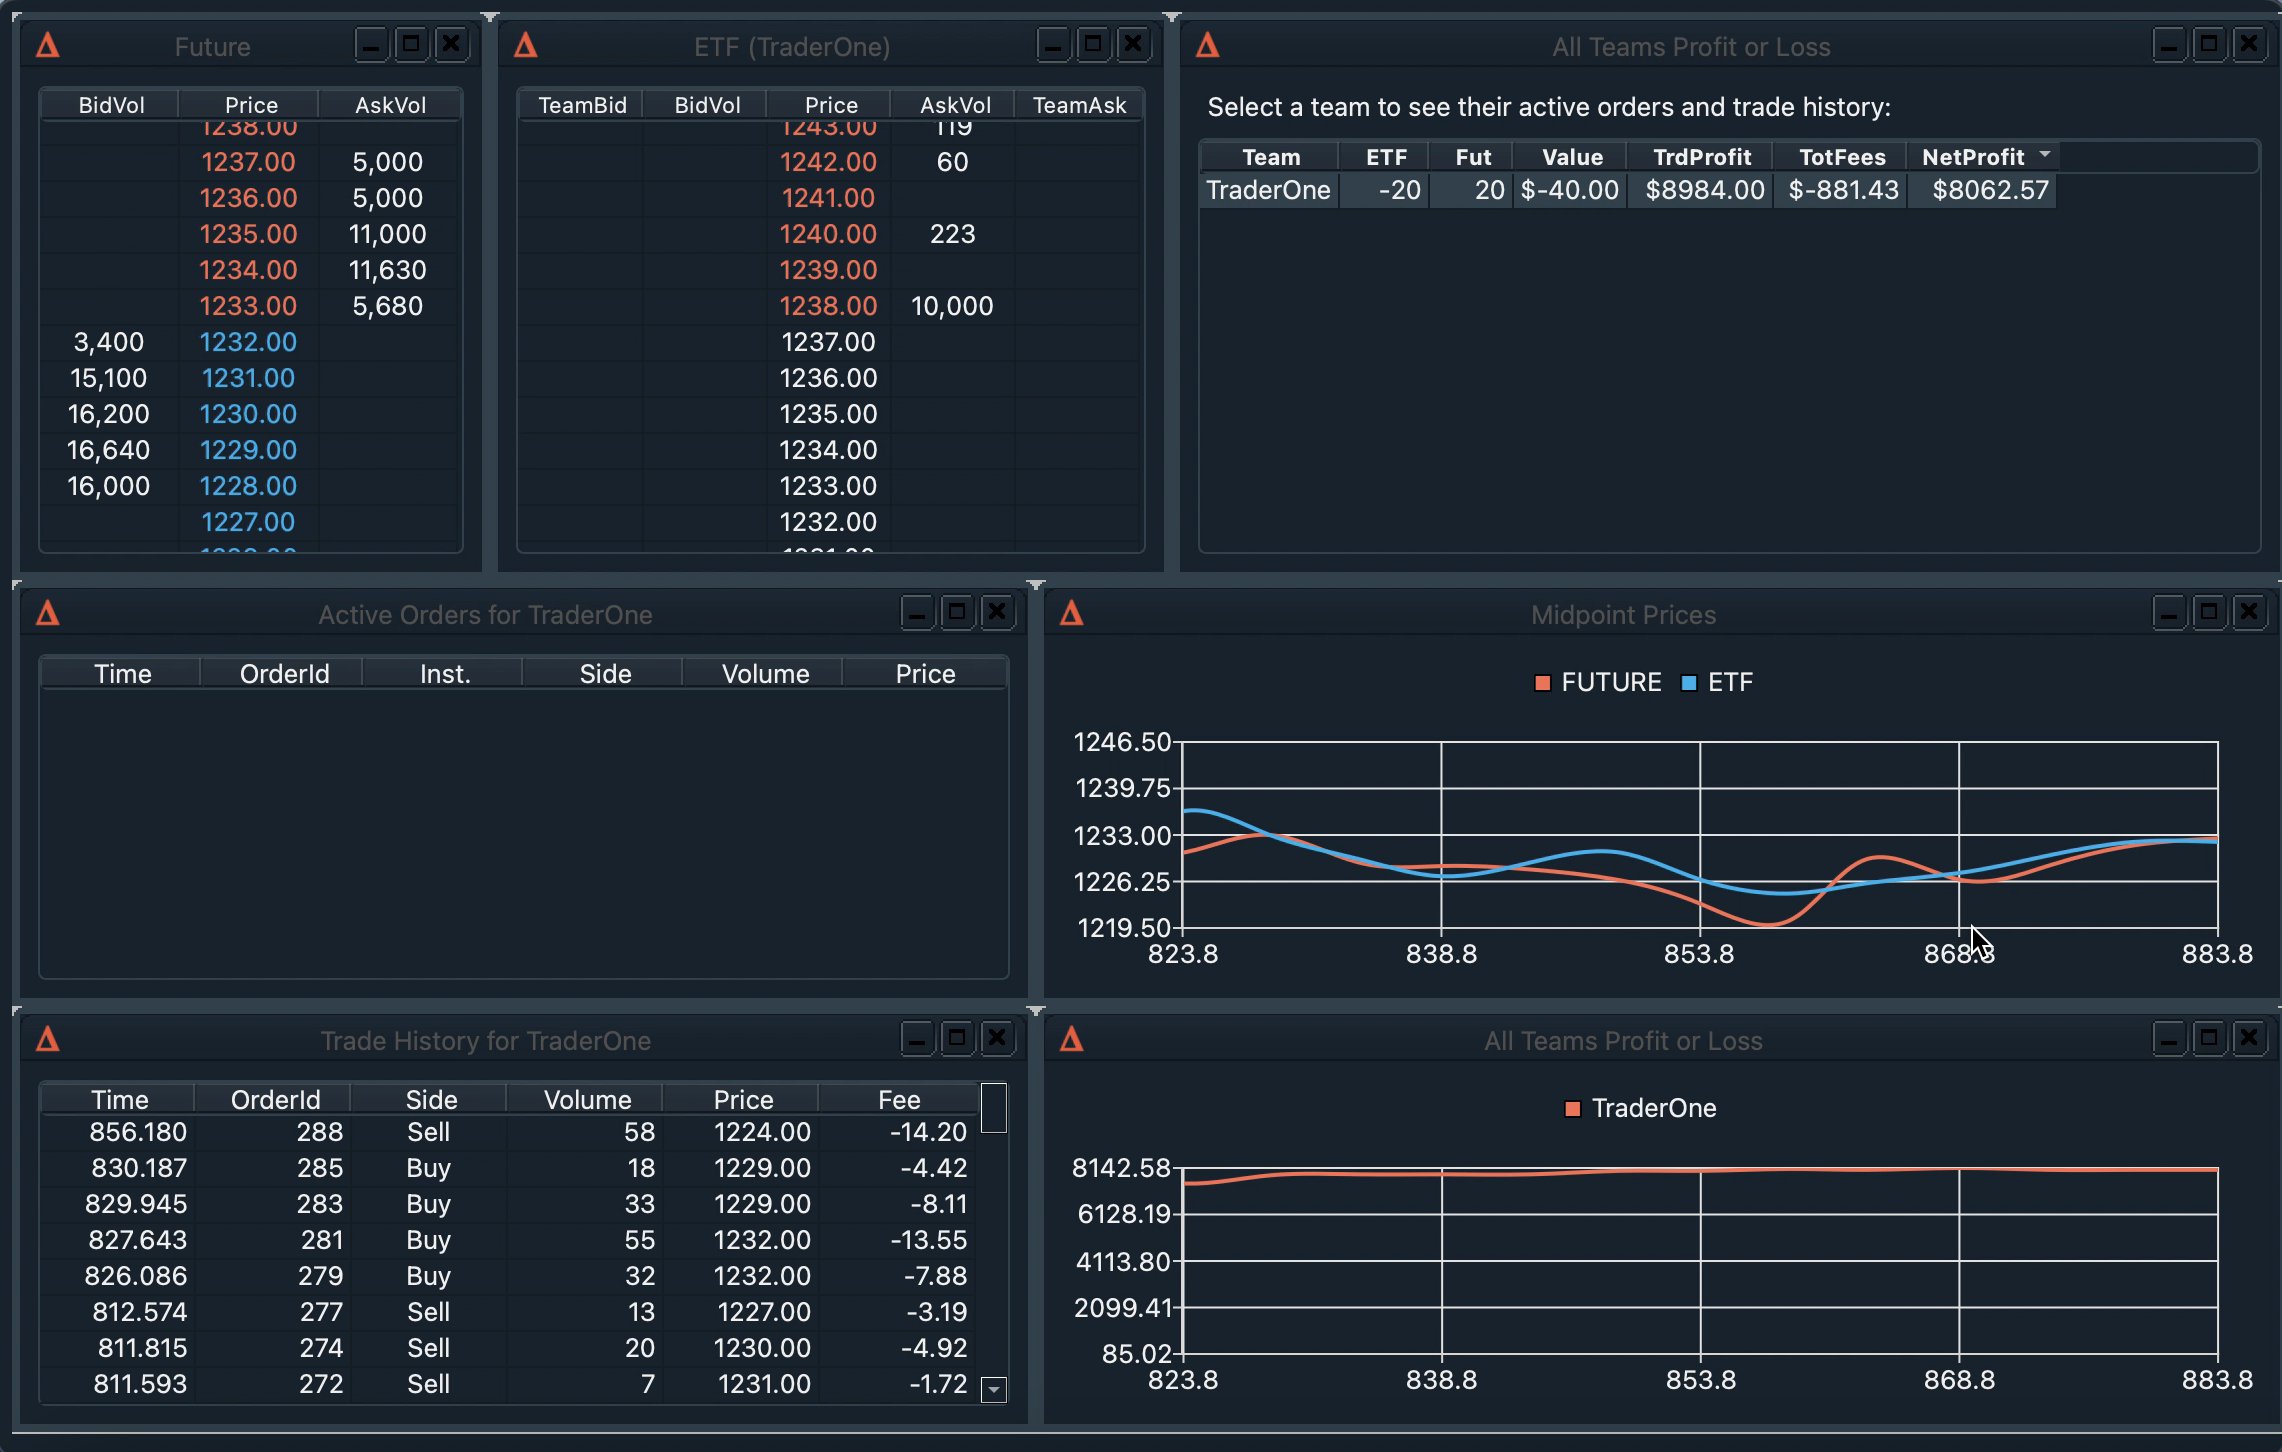 Future
BidVol Price AskVol
1238.00
1237.00 5,000
1236.00 5,000
1235.00 11,000
1234.00 11,630
1233.00 5,680
3,400 1232.00
15,100 1231.00
16,200 1230.00
16,640 1229.00
16,000 1228.00
1227.00
ETF (TraderOne)
TeamBid BidVol Price AskVol TeamAsk
1243.00 119
1242.00 60
1241.00
1240.00 223
1239.00
1238.00 10,000
1237.00
1236.00
1235.00
1234.00
1233.00
1232.00
All Teams Profit or Loss
Select a team to see their active orders and trade history:
Team ETF Fut Value TrdProfit TotFees NetProfit
TraderOne -20 20 $-40.00 $8984.00 $-881.43 $8062.57
Active Orders for TraderOne
Time OrderId Inst. Side Volume Price
Midpoint Prices
FUTURE ETF
1246.50
1239.75
1233.00
1226.25
1219.50
823.8 838.8 853.8 868.8 883.8
Trade History for TraderOne
Time OrderId Side Volume Price Fee
856.180 288 Sell 58 1224.00 -14.20
830.187 285 Buy 18 1229.00 -4.42
829.945 283 Buy 33 1229.00 -8.11
827.643 281 Buy 55 1232.00 -13.55
826.086 279 Buy 32 1232.00 -7.88
812.574 277 Sell 13 1227.00 -3.19
811.815 274 Sell 20 1230.00 -4.92
811.593 272 Sell 7 1231.00 -1.72
All Teams Profit or Loss
TraderOne
8142.58
6128.19
4113.80
2099.41
85.02
823.8 838.8 853.8 868.8 883.8